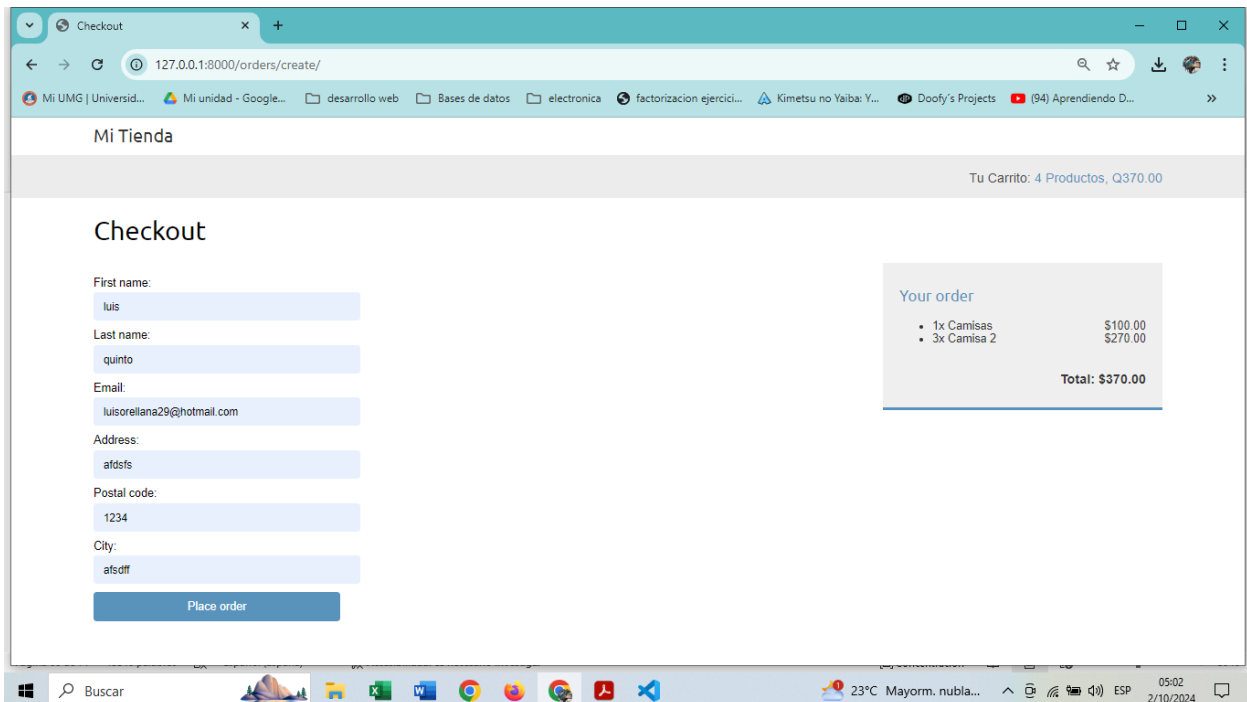 Checkout
127.0.0.1:8000/orders/create/
Mi UMG | Universid... Mi unidad - Google... desarrollo web Bases de datos electronica factorizacion ejercici... Kimetsu no Yaiba: Y... Doofy's Projects (94) Aprendiendo D...
Mi Tienda
Tu Carrito: 4 Productos, Q370.00
Checkout
First name:
luis
Last name:
quinto
Email:
luisorellana29@hotmail.com
Address:
afdsfs
Postal code:
1234
City:
afsdff
Place order
Your order
1x Camisas $100.00
3x Camisa 2 $270.00
Total: $370.00
Buscar
23°C Mayorm. nubla...
ESP
05:02
2/10/2024